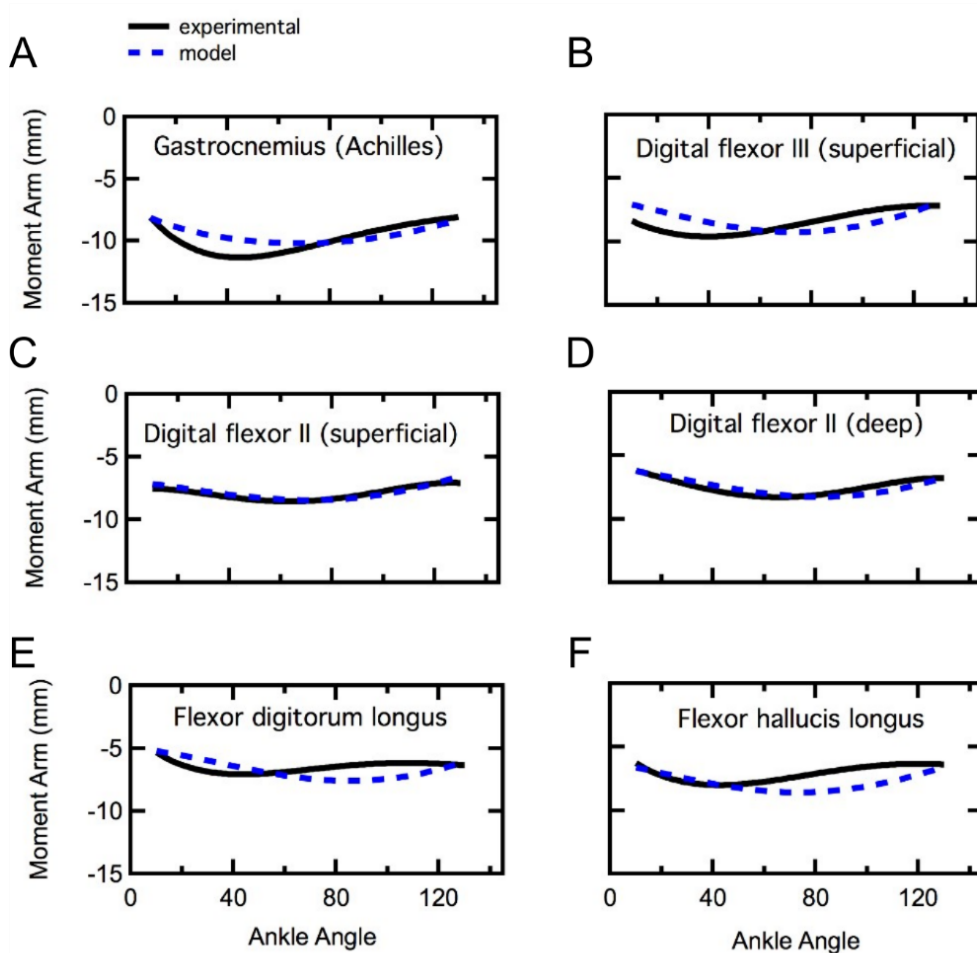 experimental
model
A
B
0
-5
-10
-15
Moment Arm (mm)
Gastrocnemius (Achilles)
Digital flexor III (superficial)
C
D
0
-5
-10
-15
Moment Arm (mm)
Digital flexor II (superficial)
Digital flexor II (deep)
E
F
0
-5
-10
-15
Moment Arm (mm)
Flexor digitorum longus
Flexor hallucis longus
0 40 80 120
0 40 80 120
Ankle Angle
Ankle Angle